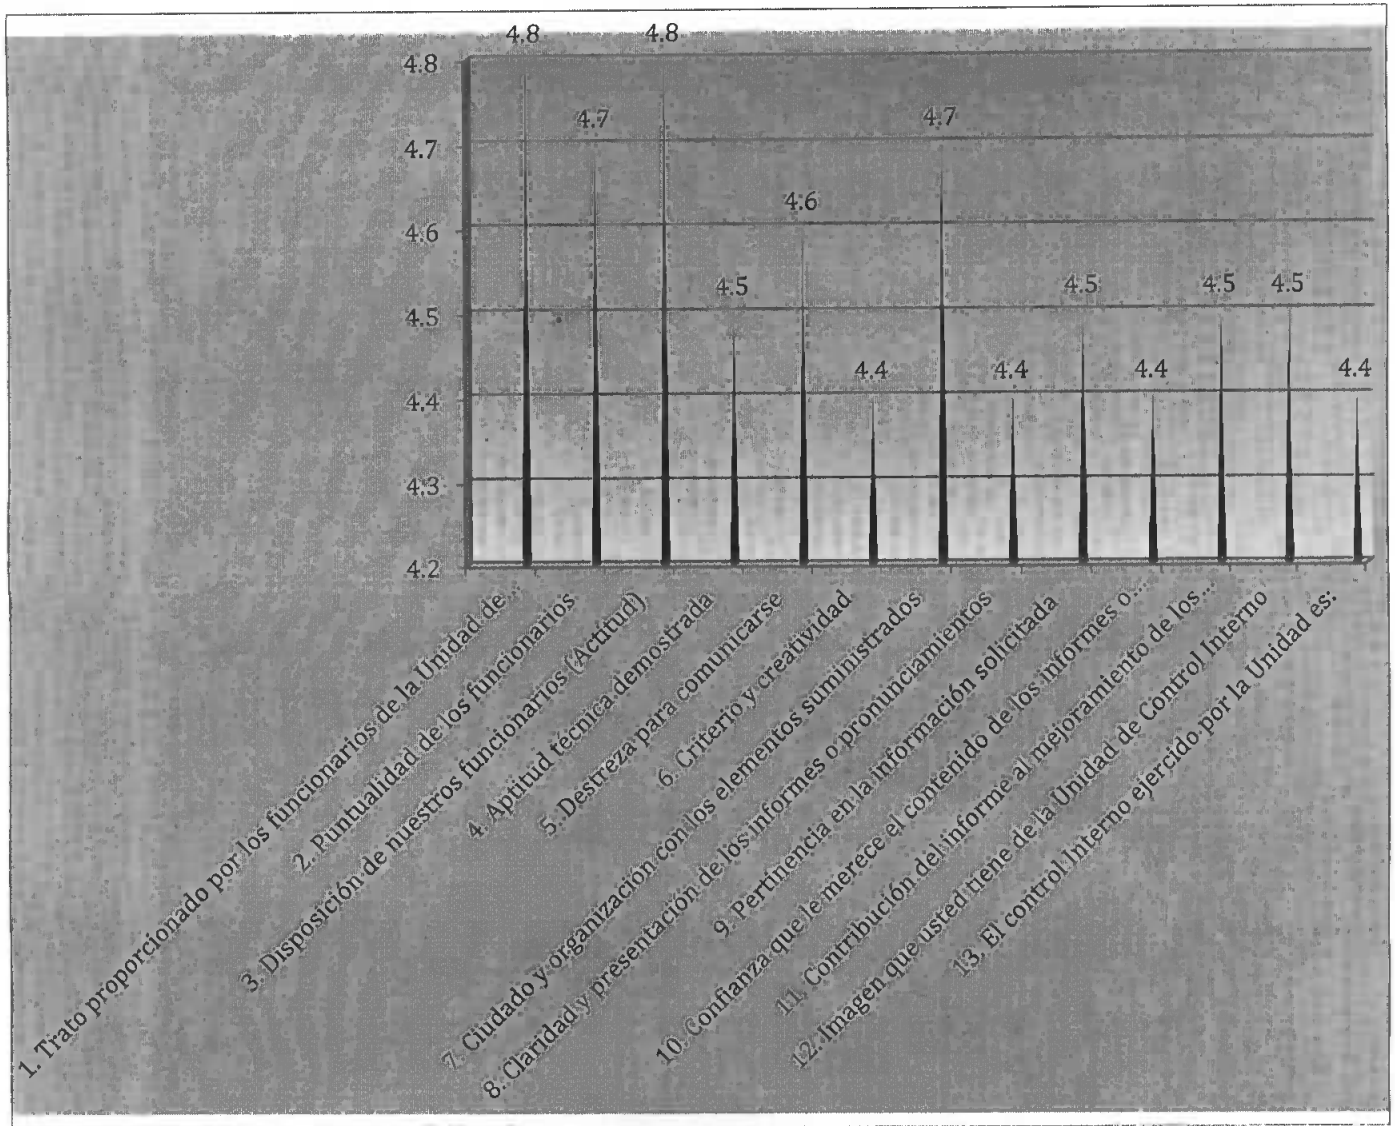 4.8 4.8
4.8
4.7 4.7
4.7
4.6
4.6
4.5 4.5 4.5 4.5
4.5
4.4 4.4 4.4 4.4
4.4
4.3
4.2
1. Trato proporcionado por los funcionarios de la Unidad de...
2. Puntualidad de los funcionarios
3. Disposición de nuestros funcionarios (Actitud)
4. Aptitud técnica demostrada
5. Destreza para comunicarse
6. Criterio y creatividad
7. Ciudado y organización con los elementos suministrados
8. Claridad y presentación de los informes o pronunciamientos
9. Pertinencia en la información solicitada
10. Confianza que le merece el contenido de los informes o...
11. Contribución del informe al mejoramiento de los...
12. Imagen que usted tiene de la Unidad de Control Interno
13. El control Interno ejercido por la Unidad es: